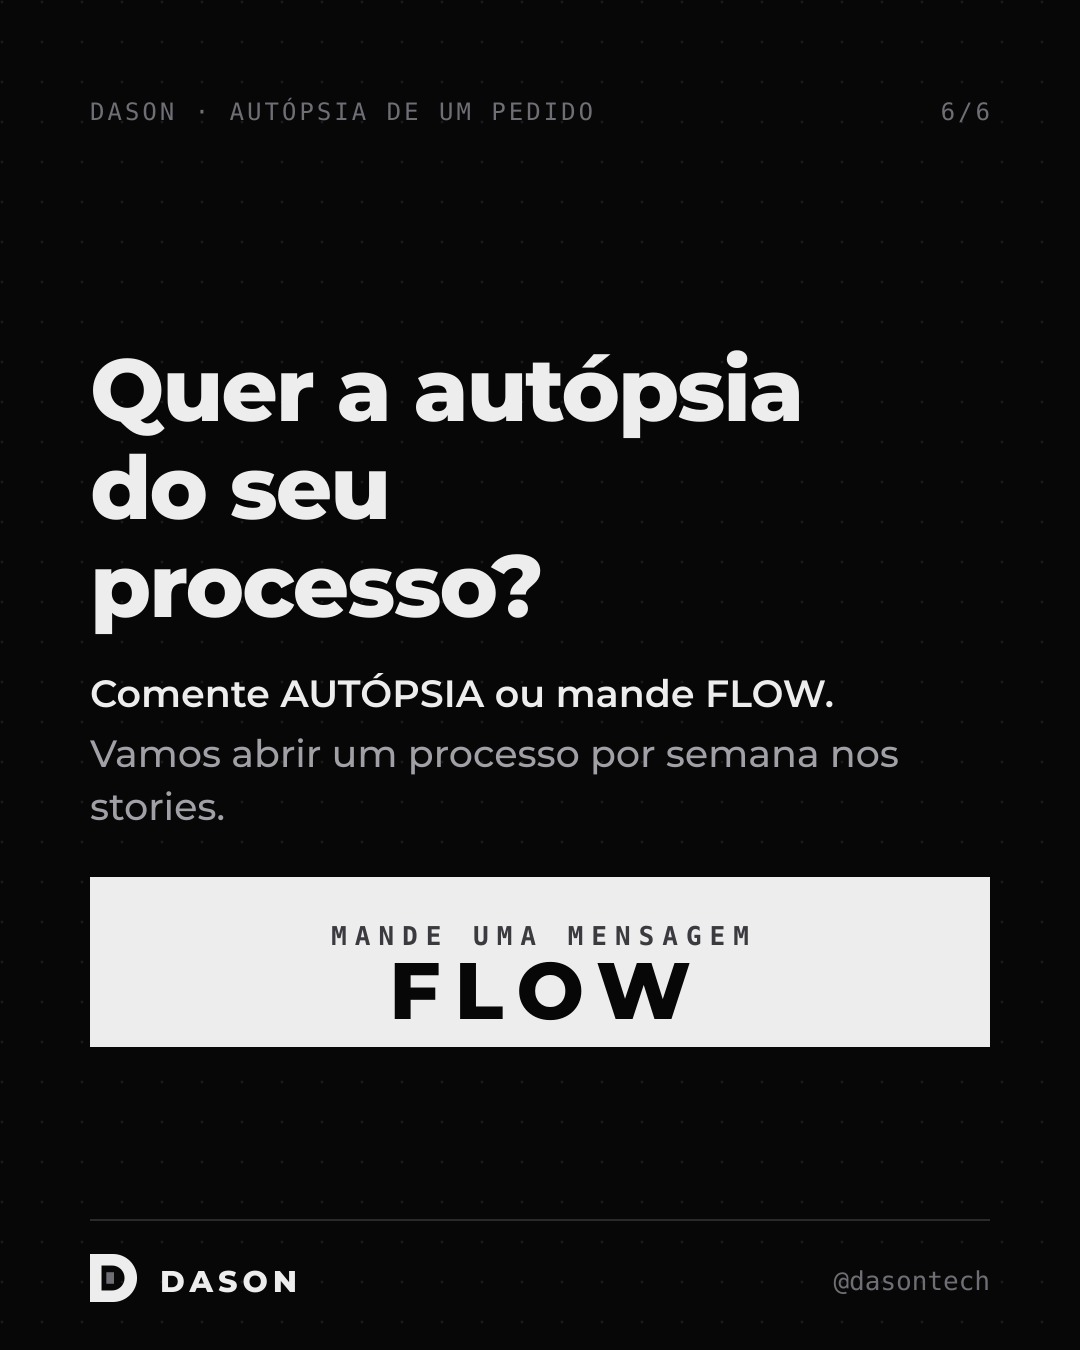 DASON · AUTÓPSIA DE UM PEDIDO
6/6
Quer a autópsia
do seu
processo?
Comente AUTÓPSIA ou mande FLOW.
Vamos abrir um processo por semana nos
stories.
MANDE UMA MENSAGEM
FLOW
DASON
@dasontech